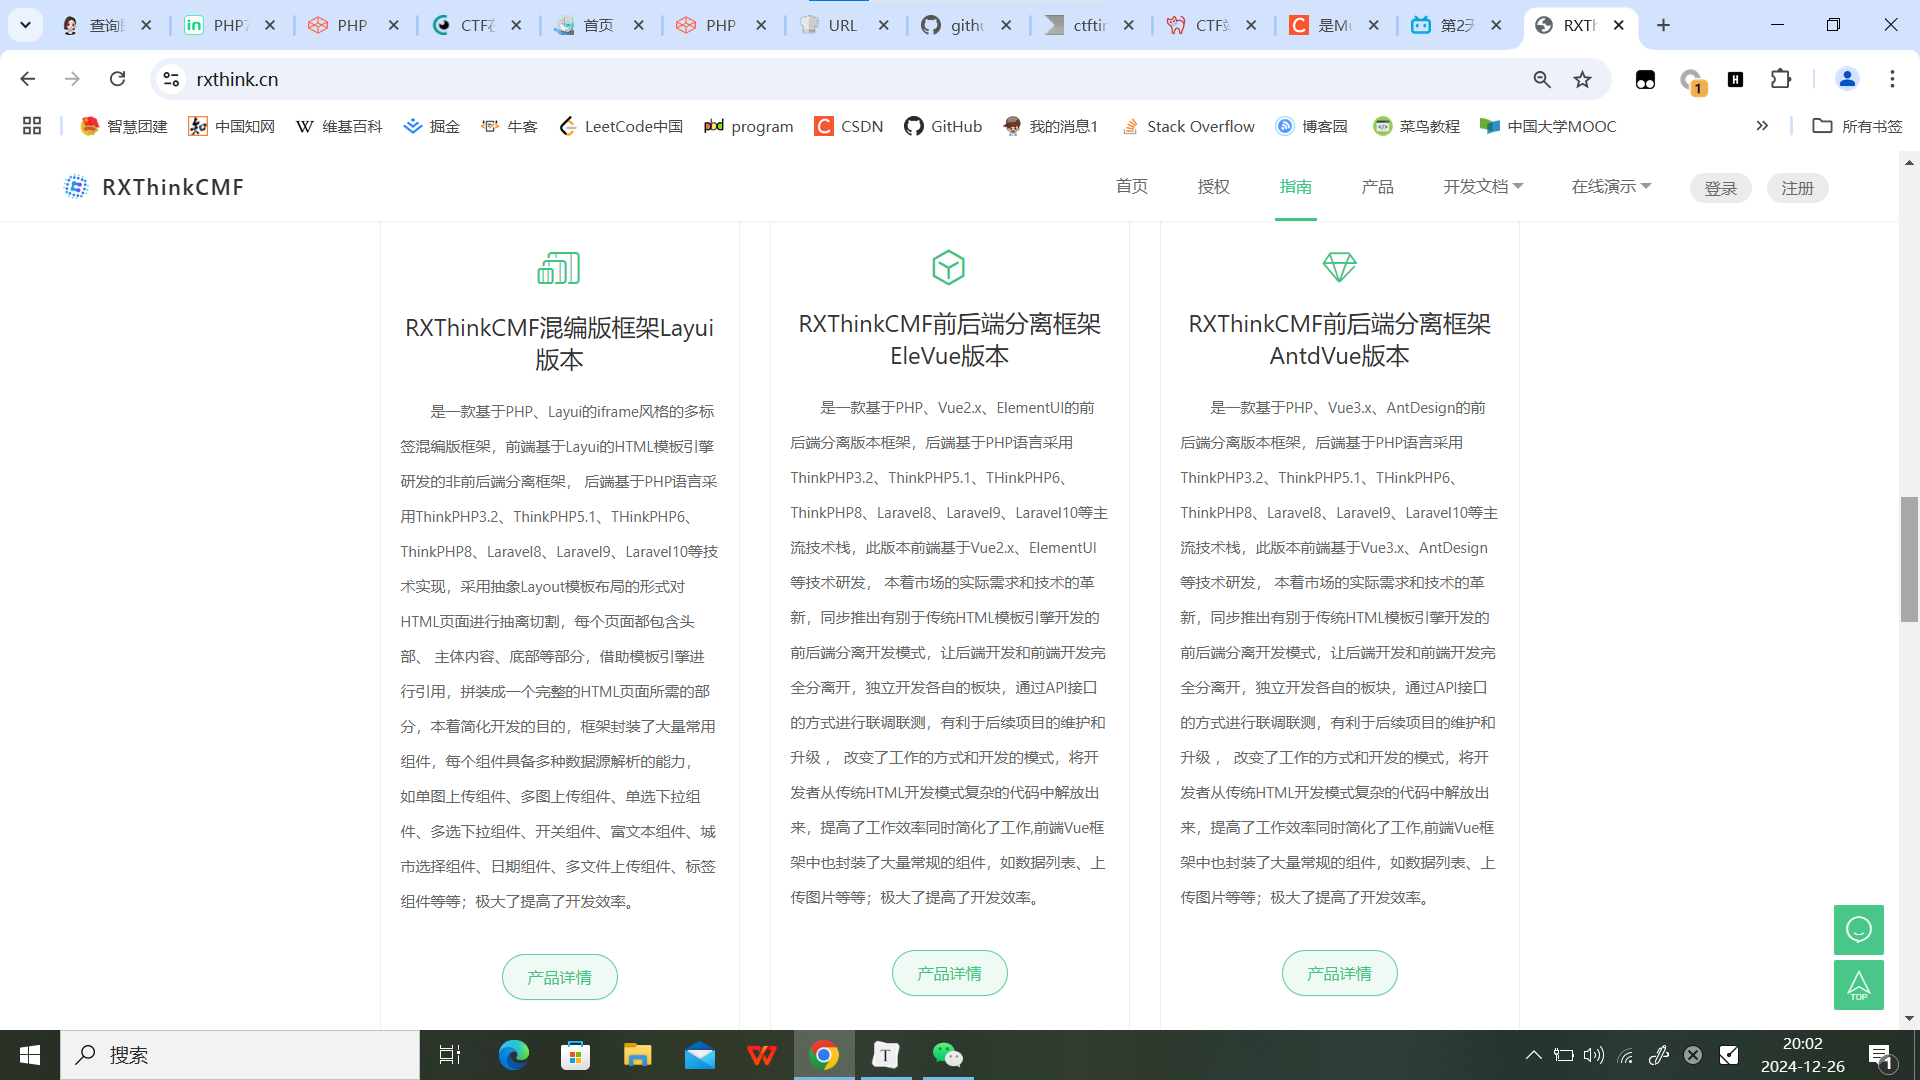 查询
PHP7
PHP
CTF在
首页
PHP
URL
githu
ctftir
CTF
是Mu
第2天
RXTh
rxthink.cn
1
智慧团建
中国知网
维基百科
掘金
牛客
LeetCode中国
program
CSDN
GitHub
我的消息1
Stack Overflow
博客园
菜鸟教程
中国大学MOOC
所有书签
RXThinkCMF
首页
授权
指南
产品
开发文档
在线演示
登录
注册
RXThinkCMF混编版框架Layui
版本
是一款基于PHP、Layui的iframe风格的多标
签混编版框架，前端基于Layui的HTML模板引擎
研发的非前后端分离框架， 后端基于PHP语言采
用ThinkPHP3.2、ThinkPHP5.1、THinkPHP6、
ThinkPHP8、Laravel8、Laravel9、Laravel10等技
术实现，采用抽象Layout模板布局的形式对
HTML页面进行抽离切割，每个页面都包含头
部、 主体内容、底部等部分，借助模板引擎进
行引用，拼装成一个完整的HTML页面所需的部
分，本着简化开发的目的，框架封装了大量常用
组件，每个组件具备多种数据源解析的能力，
如单图上传组件、多图上传组件、单选下拉组
件、多选下拉组件、开关组件、富文本组件、城
市选择组件、日期组件、多文件上传组件、标签
组件等等；极大了提高了开发效率。
产品详情
RXThinkCMF前后端分离框架
EleVue版本
是一款基于PHP、Vue2.x、ElementUI的前
后端分离版本框架，后端基于PHP语言采用
ThinkPHP3.2、ThinkPHP5.1、THinkPHP6、
ThinkPHP8、Laravel8、Laravel9、Laravel10等主
流技术栈，此版本前端基于Vue2.x、ElementUI
等技术研发， 本着市场的实际需求和技术的革
新，同步推出有别于传统HTML模板引擎开发的
前后端分离开发模式，让后端开发和前端开发完
全分离开，独立开发各自的板块，通过API接口
的方式进行联调联测，有利于后续项目的维护和
升级 ， 改变了工作的方式和开发的模式，将开
发者从传统HTML开发模式复杂的代码中解放出
来，提高了工作效率同时简化了工作,前端Vue框
架中也封装了大量常规的组件，如数据列表、上
传图片等等；极大了提高了开发效率。
产品详情
RXThinkCMF前后端分离框架
AntdVue版本
是一款基于PHP、Vue3.x、AntDesign的前
后端分离版本框架，后端基于PHP语言采用
ThinkPHP3.2、ThinkPHP5.1、THinkPHP6、
ThinkPHP8、Laravel8、Laravel9、Laravel10等主
流技术栈，此版本前端基于Vue3.x、AntDesign
等技术研发， 本着市场的实际需求和技术的革
新，同步推出有别于传统HTML模板引擎开发的
前后端分离开发模式，让后端开发和前端开发完
全分离开，独立开发各自的板块，通过API接口
的方式进行联调联测，有利于后续项目的维护和
升级 ， 改变了工作的方式和开发的模式，将开
发者从传统HTML开发模式复杂的代码中解放出
来，提高了工作效率同时简化了工作,前端Vue框
架中也封装了大量常规的组件，如数据列表、上
传图片等等；极大了提高了开发效率。
产品详情
TOP
搜索
20:02
2024-12-26
1